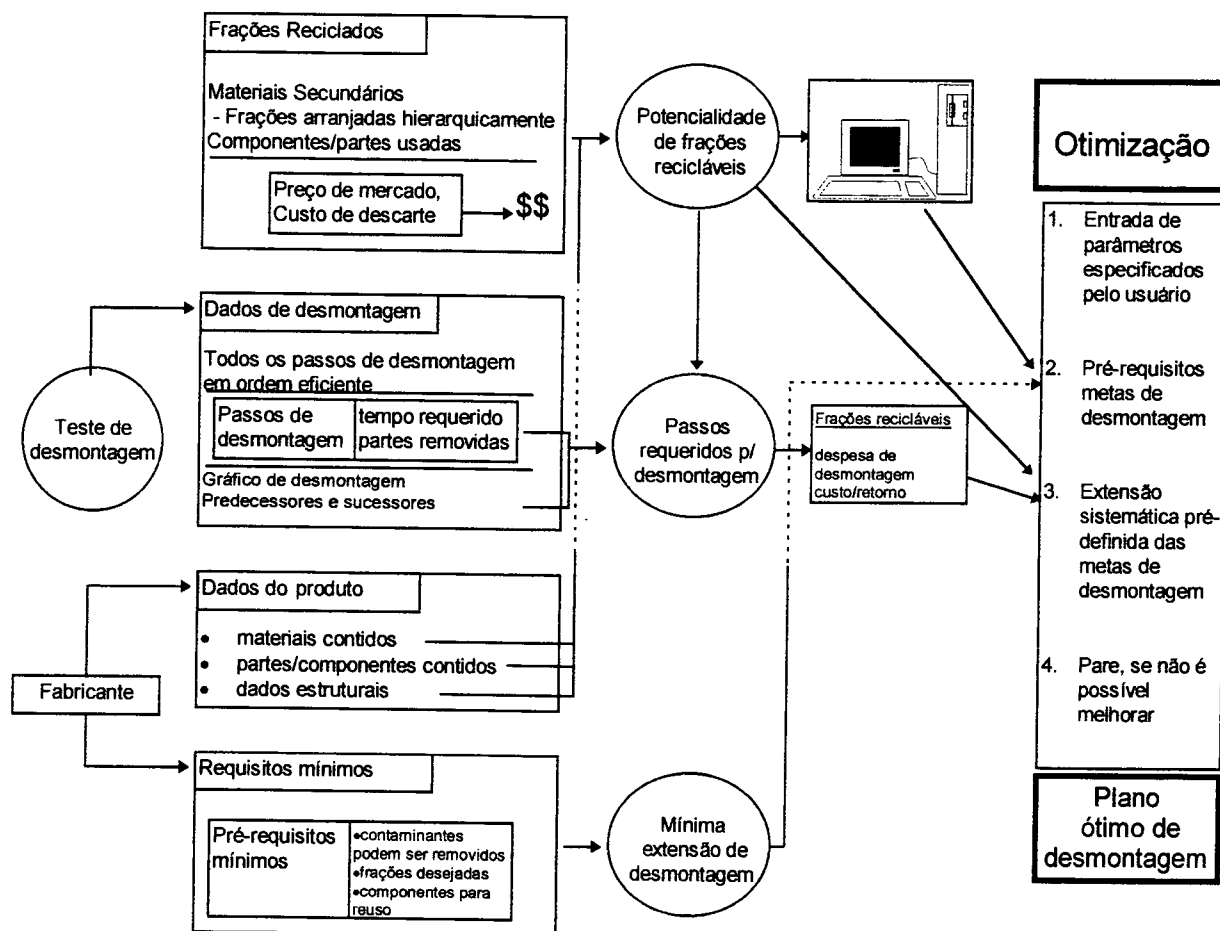 Frações Reciclados
Materiais Secundários
- Frações arranjadas hierarquicamente
Componentes/partes usadas
Preço de mercado,
Custo de descarte
$$
Dados de desmontagem
Todos os passos de desmontagem
em ordem eficiente
Passos de
desmontagem
tempo requerido
partes removidas
Gráfico de desmontagem
Predecessores e sucessores
Teste de
desmontagem
Dados do produto
• materiais contidos
• partes/componentes contidos
• dados estruturais
Fabricante
Requisitos mínimos
Pré-requisitos
mínimos
•contaminantes
podem ser removidos
•frações desejadas
•componentes para
reuso
Potencialidade
de frações
recicláveis
Passos
requeridos p/
desmontagem
Mínima
extensão de
desmontagem
Frações recicláveis
despesa de
desmontagem
custo/retorno
Otimização
1. Entrada de
parâmetros
especificados
pelo usuário
2. Pré-requisitos
metas de
desmontagem
3. Extensão
sistemática pré-
definida das
metas de
desmontagem
4. Pare, se não é
possível
melhorar
Plano
ótimo de
desmontagem